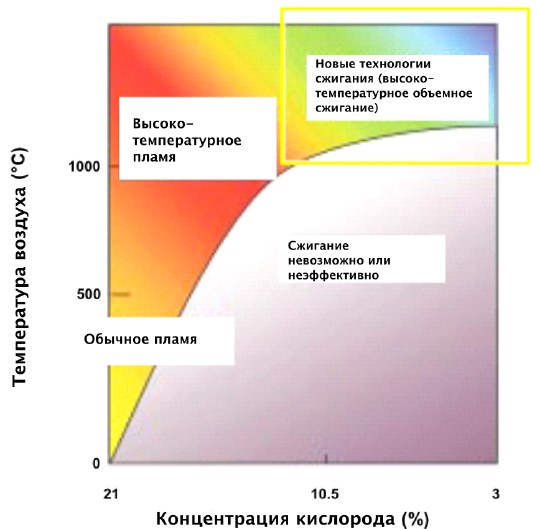 Новые технологии
сжигания (высоко-
температурное объемное
сжигание)
Высоко-
температурное
пламя
Температура воздуха (°C)
1000
Сжигание
невозможно или
неэффективно
500
Обычное пламя
0
21
10.5
3
Концентрация кислорода (%)